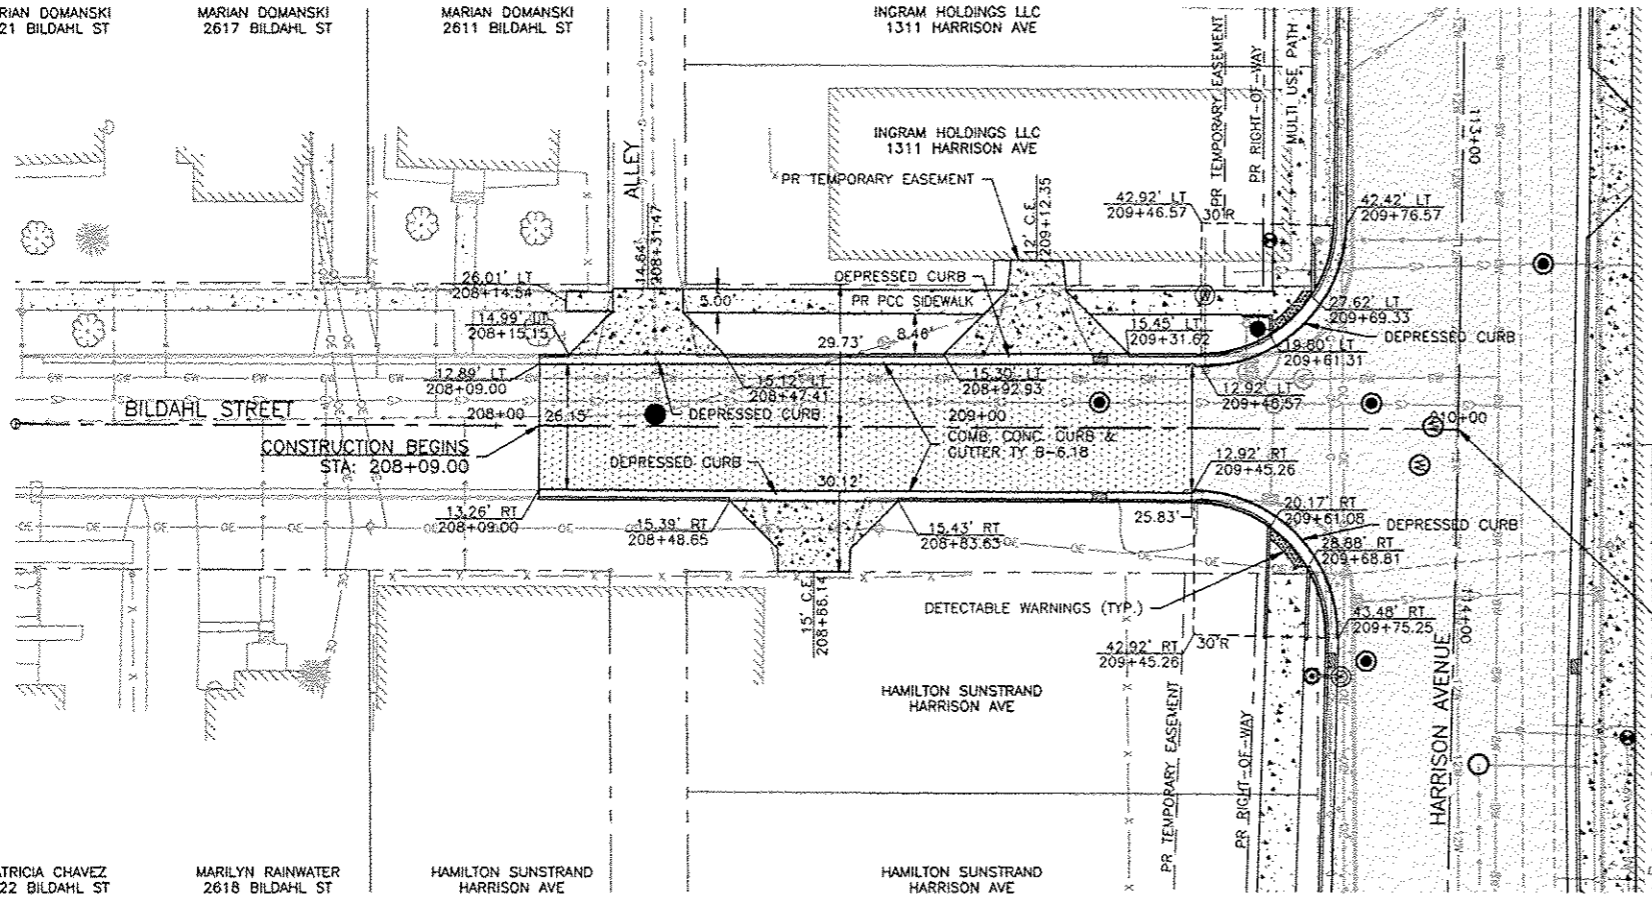 RIAN DOMANSKI
21 BILDAHL ST
MARIAN DOMANSKI
2617 BILDAHL ST
MARIAN DOMANSKI
2611 BILDAHL ST
INGRAM HOLDINGS LLC
1311 HARRISON AVE
INGRAM HOLDINGS LLC
1311 HARRISON AVE
PR TEMPORARY EASEMENT
PR RIGHT-OF-WAY
MULTI USE PATH
113+00
ALLEY
PR TEMPORARY EASEMENT
12' C.E.
209+12.35
42.92' LT
209+46.57
30'R
PR TEMPORARY EASEMENT
42.42' LT
209+76.57
14.64'
208+31.47
26.01' LT
208+14.54
DEPRESSED CURB
5.00'
PR PCC SIDEWALK
14.99' LT
208+15.15
29.73'
8.46'
15.45' LT
209+31.62
27.62' LT
209+69.33
DEPRESSED CURB
19.80' LT
209+61.31
12.89' LT
208+09.00
15.12' LT
208+47.41
15.30' LT
208+92.93
12.92' LT
209+46.57
BILDAHL STREET
208+00
26.15'
DEPRESSED CURB
209+00
210+00
CONSTRUCTION BEGINS
STA: 208+09.00
COMB. CONC. CURB &
GUTTER TY B-6.18
DEPRESSED CURB
30.12'
12.92' RT
209+45.26
13.26' RT
208+09.00
15.39' RT
208+48.65
15.43' RT
208+83.63
25.83'
20.17' RT
209+61.08
DEPRESSED CURB
28.88' RT
209+68.81
15' C.E.
208+66.14
DETECTABLE WARNINGS (TYP.)
43.48' RT
209+75.25
114+00
42.92' RT
209+45.26
30'R
HAMILTON SUNSTRAND
HARRISON AVE
PR TEMPORARY EASEMENT
PR RIGHT-OF-WAY
HARRISON AVENUE
ATRICIA CHAVEZ
22 BILDAHL ST
MARILYN RAINWATER
2618 BILDAHL ST
HAMILTON SUNSTRAND
HARRISON AVE
HAMILTON SUNSTRAND
HARRISON AVE